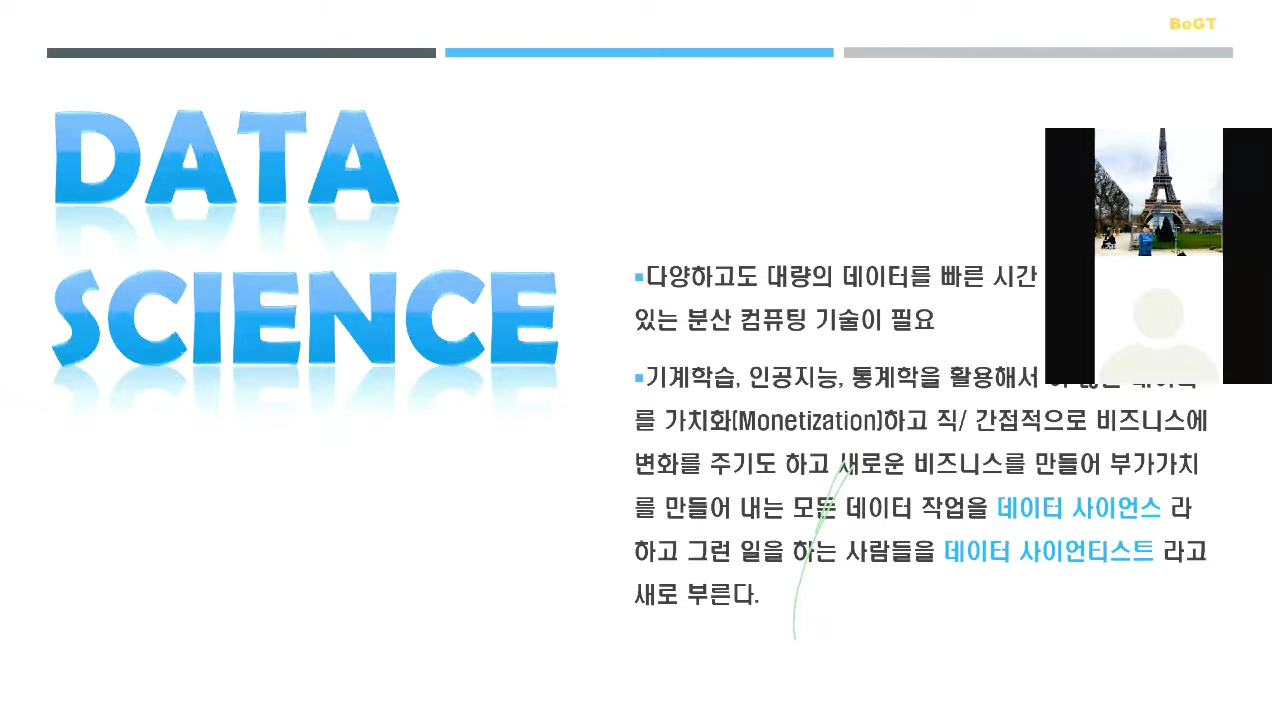 BeGT
DATA
SCIENCE
▪다양하고도 대량의 데이터를 빠른 시간
있는 분산 컴퓨팅 기술이 필요
▪기계학습, 인공지능, 통계학을 활용해서
를 가치화(Monetization)하고 직/ 간접적으로 비즈니스에
변화를 주기도 하고 새로운 비즈니스를 만들어 부가가치
를 만들어 내는 모든 데이터 작업을 데이터 사이언스 라
하고 그런 일을 하는 사람들을 데이터 사이언티스트 라고
새로 부른다.